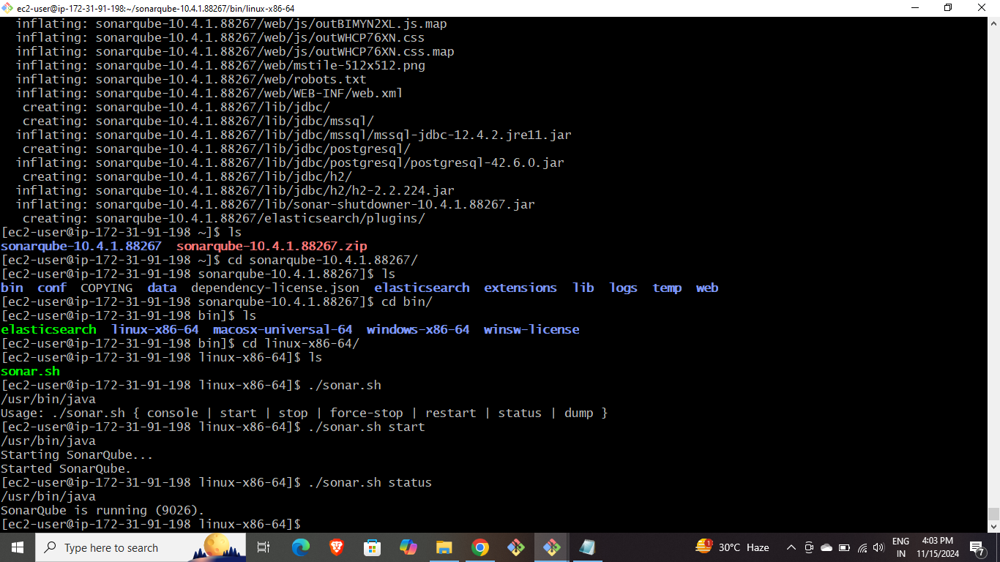 ec2-user@ip-172-31-91-198:~/sonarqube-10.4.1.88267/bin/linux-x86-64
inflating: sonarqube-10.4.1.88267/web/js/outBIMYN2XL.js.map
inflating: sonarqube-10.4.1.88267/web/js/outWHCP76XN.css
inflating: sonarqube-10.4.1.88267/web/js/outWHCP76XN.css.map
inflating: sonarqube-10.4.1.88267/web/mstile-512x512.png
inflating: sonarqube-10.4.1.88267/web/robots.txt
inflating: sonarqube-10.4.1.88267/web/WEB-INF/web.xml
creating: sonarqube-10.4.1.88267/lib/jdbc/
creating: sonarqube-10.4.1.88267/lib/jdbc/mssql/
inflating: sonarqube-10.4.1.88267/lib/jdbc/mssql/mssql-jdbc-12.4.2.jre11.jar
creating: sonarqube-10.4.1.88267/lib/jdbc/postgresql/
inflating: sonarqube-10.4.1.88267/lib/jdbc/postgresql/postgresql-42.6.0.jar
creating: sonarqube-10.4.1.88267/lib/jdbc/h2/
inflating: sonarqube-10.4.1.88267/lib/jdbc/h2/h2-2.2.224.jar
inflating: sonarqube-10.4.1.88267/lib/sonar-shutdowner-10.4.1.88267.jar
creating: sonarqube-10.4.1.88267/elasticsearch/plugins/
[ec2-user@ip-172-31-91-198 ~]$ ls
sonarqube-10.4.1.88267  sonarqube-10.4.1.88267.zip
[ec2-user@ip-172-31-91-198 ~]$ cd sonarqube-10.4.1.88267/
[ec2-user@ip-172-31-91-198 sonarqube-10.4.1.88267]$ ls
bin  conf  COPYING  data  dependency-license.json  elasticsearch  extensions  lib  logs  temp  web
[ec2-user@ip-172-31-91-198 sonarqube-10.4.1.88267]$ cd bin/
[ec2-user@ip-172-31-91-198 bin]$ ls
elasticsearch  linux-x86-64  macosx-universal-64  windows-x86-64  winsw-license
[ec2-user@ip-172-31-91-198 bin]$ cd linux-x86-64/
[ec2-user@ip-172-31-91-198 linux-x86-64]$ ls
sonar.sh
[ec2-user@ip-172-31-91-198 linux-x86-64]$ ./sonar.sh
/usr/bin/java
Usage: ./sonar.sh { console | start | stop | force-stop | restart | status | dump }
[ec2-user@ip-172-31-91-198 linux-x86-64]$ ./sonar.sh start
/usr/bin/java
Starting SonarQube...
Started SonarQube.
[ec2-user@ip-172-31-91-198 linux-x86-64]$ ./sonar.sh status
/usr/bin/java
SonarQube is running (9026).
[ec2-user@ip-172-31-91-198 linux-x86-64]$
Type here to search
1
30°C Haze
ENG
IN
4:03 PM
11/15/2024
7